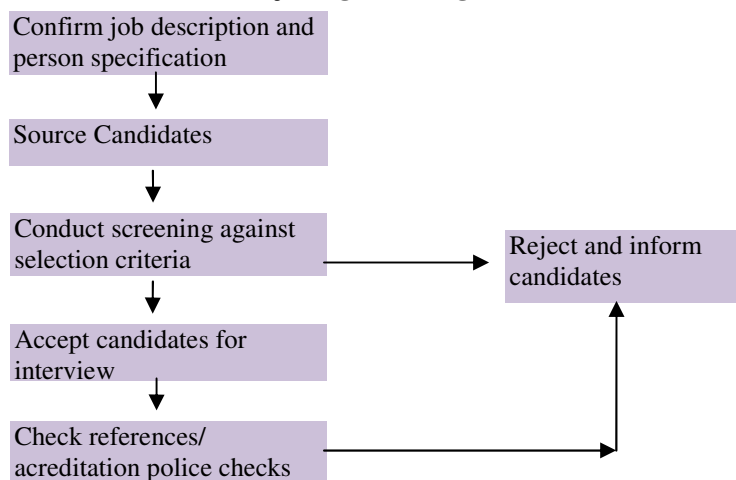 Confirm job description and
person specification
Source Candidates
Conduct screening against
selection criteria
Reject and inform
candidates
Accept candidates for
interview
Check references/
acreditation police checks